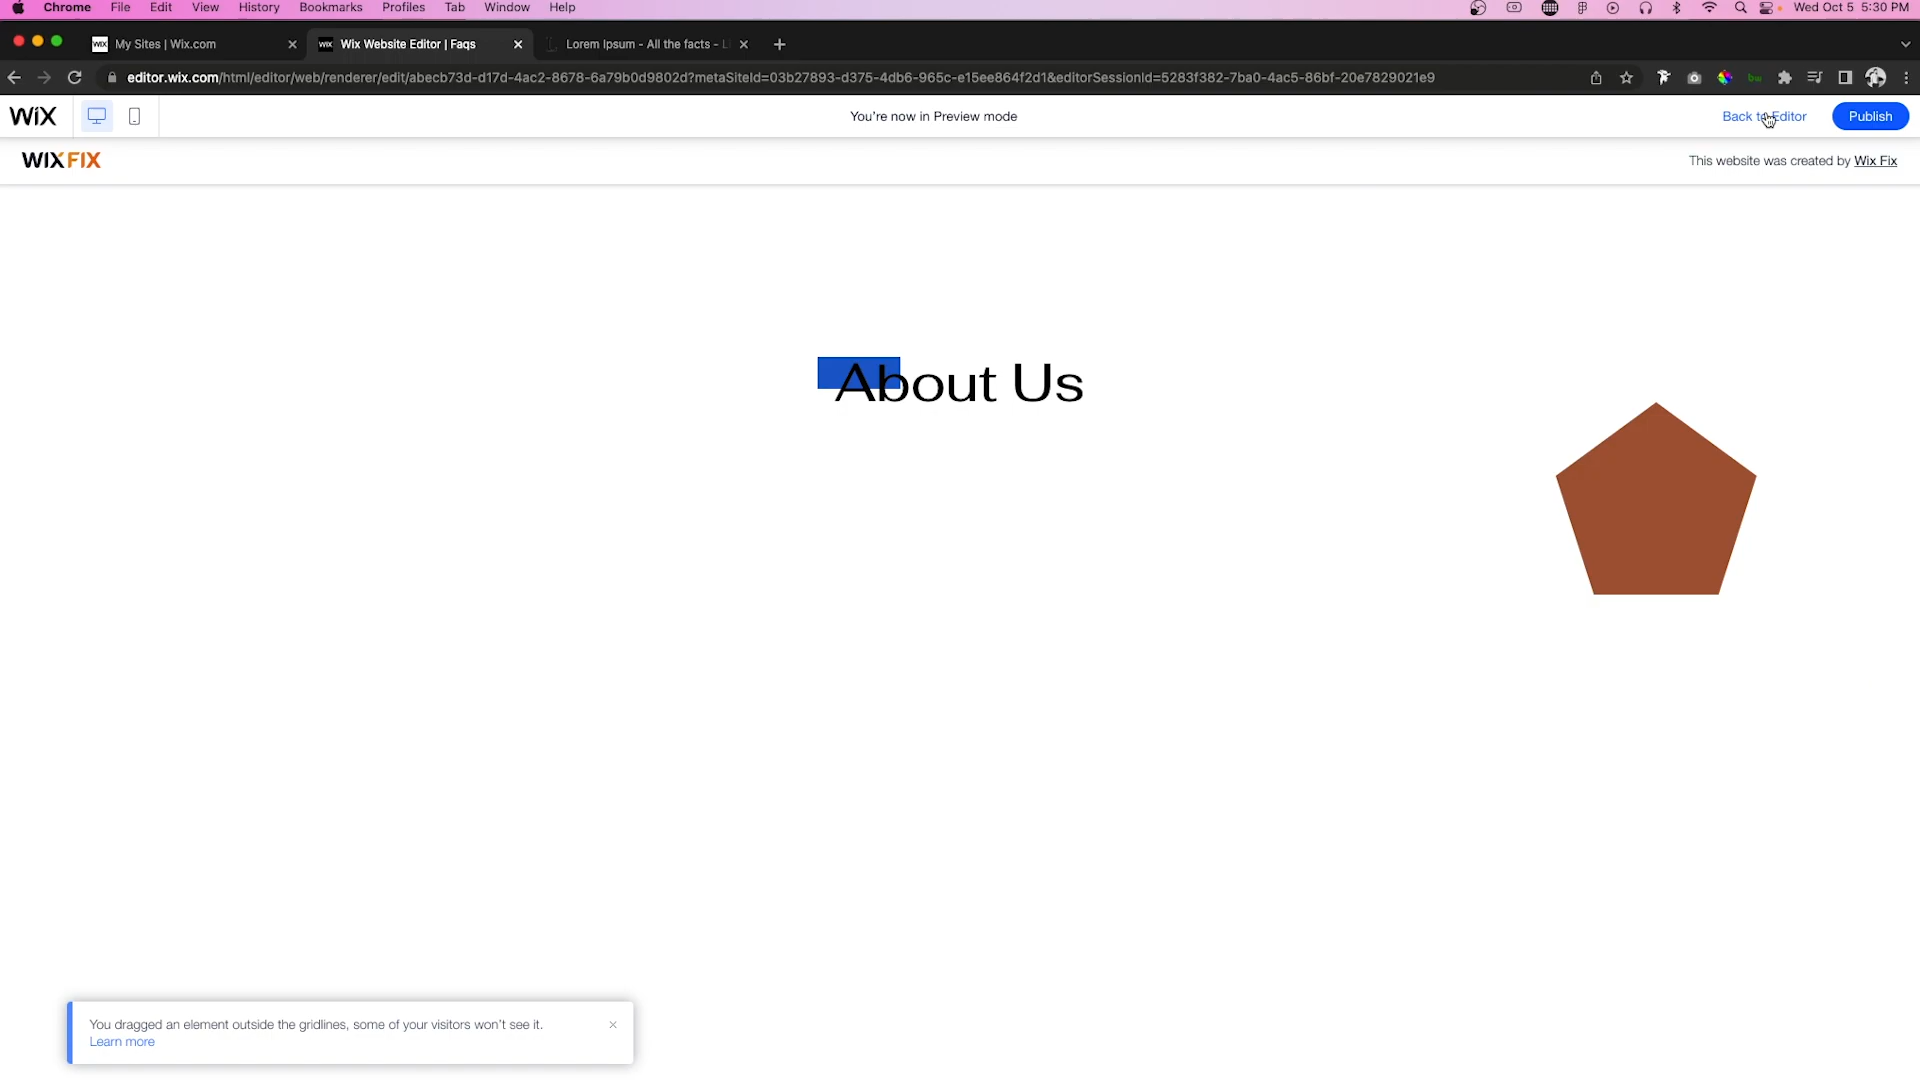 Chrome File Edit View History Bookmarks Profiles Tab Window Help Wed Oct 5 5:30 PM
My Sites | Wix.com Wix Website Editor | Faqs Lorem Ipsum - All the facts - L
editor.wix.com/html/editor/web/renderer/edit/abecb73d-d17d-4ac2-8678-6a79b0d9802d?metaSiteId=03b27893-d375-4db6-965c-e15ee864f2d1&editorSessionId=5283f382-7ba0-4ac5-86bf-20e7829021e9
WiX You're now in Preview mode Back to Editor Publish
WIXFIX This website was created by Wix Fix
About Us
You dragged an element outside the gridlines, some of your visitors won't see it.
Learn more